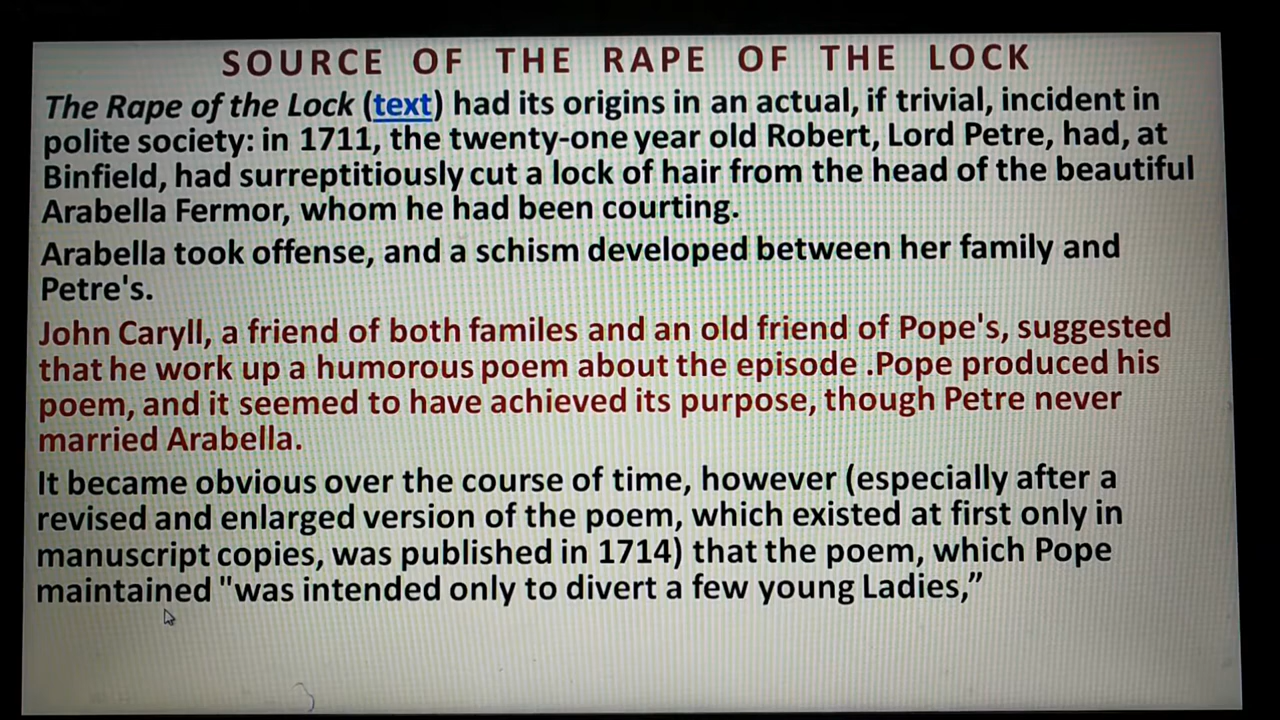 SOURCE OF THE RAPE OF THE LOCK
The Rape of the Lock (text) had its origins in an actual, if trivial, incident in
polite society: in 1711, the twenty-one year old Robert, Lord Petre, had, at
Binfield, had surreptitiously cut a lock of hair from the head of the beautiful
Arabella Fermor, whom he had been courting.
Arabella took offense, and a schism developed between her family and
Petre's.
John Caryll, a friend of both familes and an old friend of Pope's, suggested
that he work up a humorous poem about the episode .Pope produced his
poem, and it seemed to have achieved its purpose, though Petre never
married Arabella.
It became obvious over the course of time, however (especially after a
revised and enlarged version of the poem, which existed at first only in
manuscript copies, was published in 1714) that the poem, which Pope
maintained "was intended only to divert a few young Ladies,”